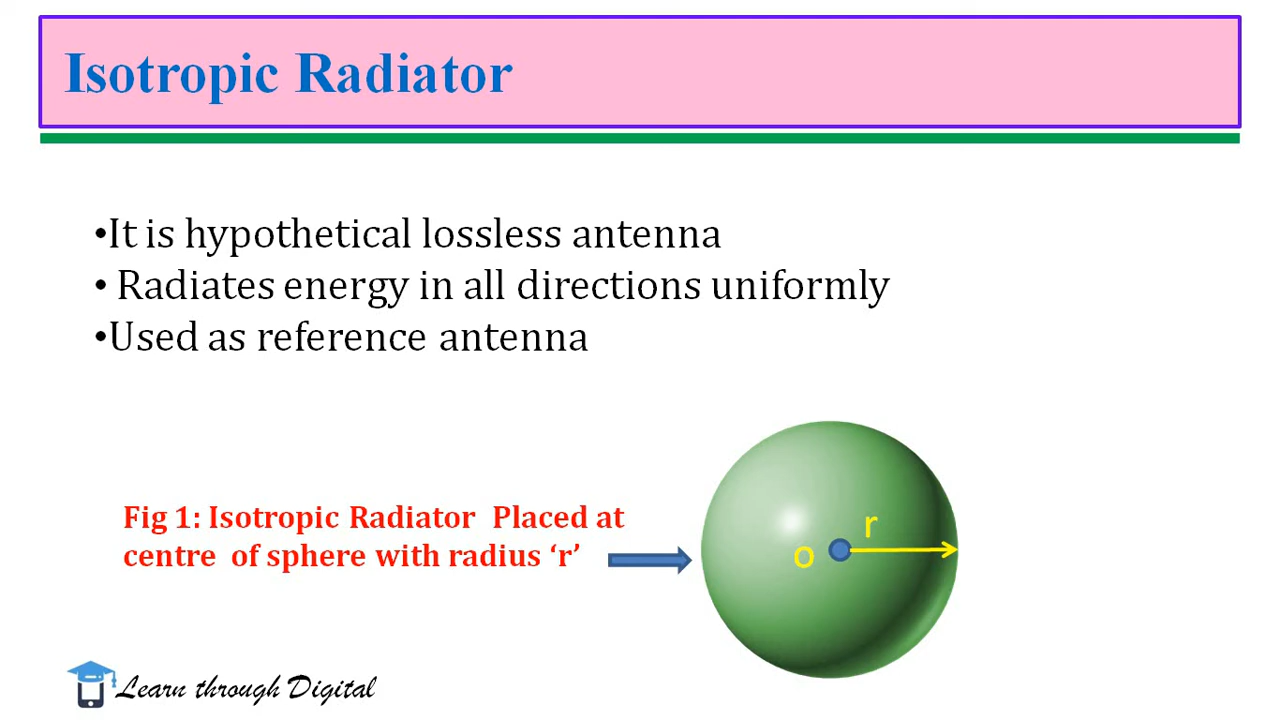 Isotropic Radiator
•It is hypothetical lossless antenna
• Radiates energy in all directions uniformly
•Used as reference antenna
Fig 1: Isotropic Radiator Placed at
centre of sphere with radius ‘r’
r
o
Learn through Digital